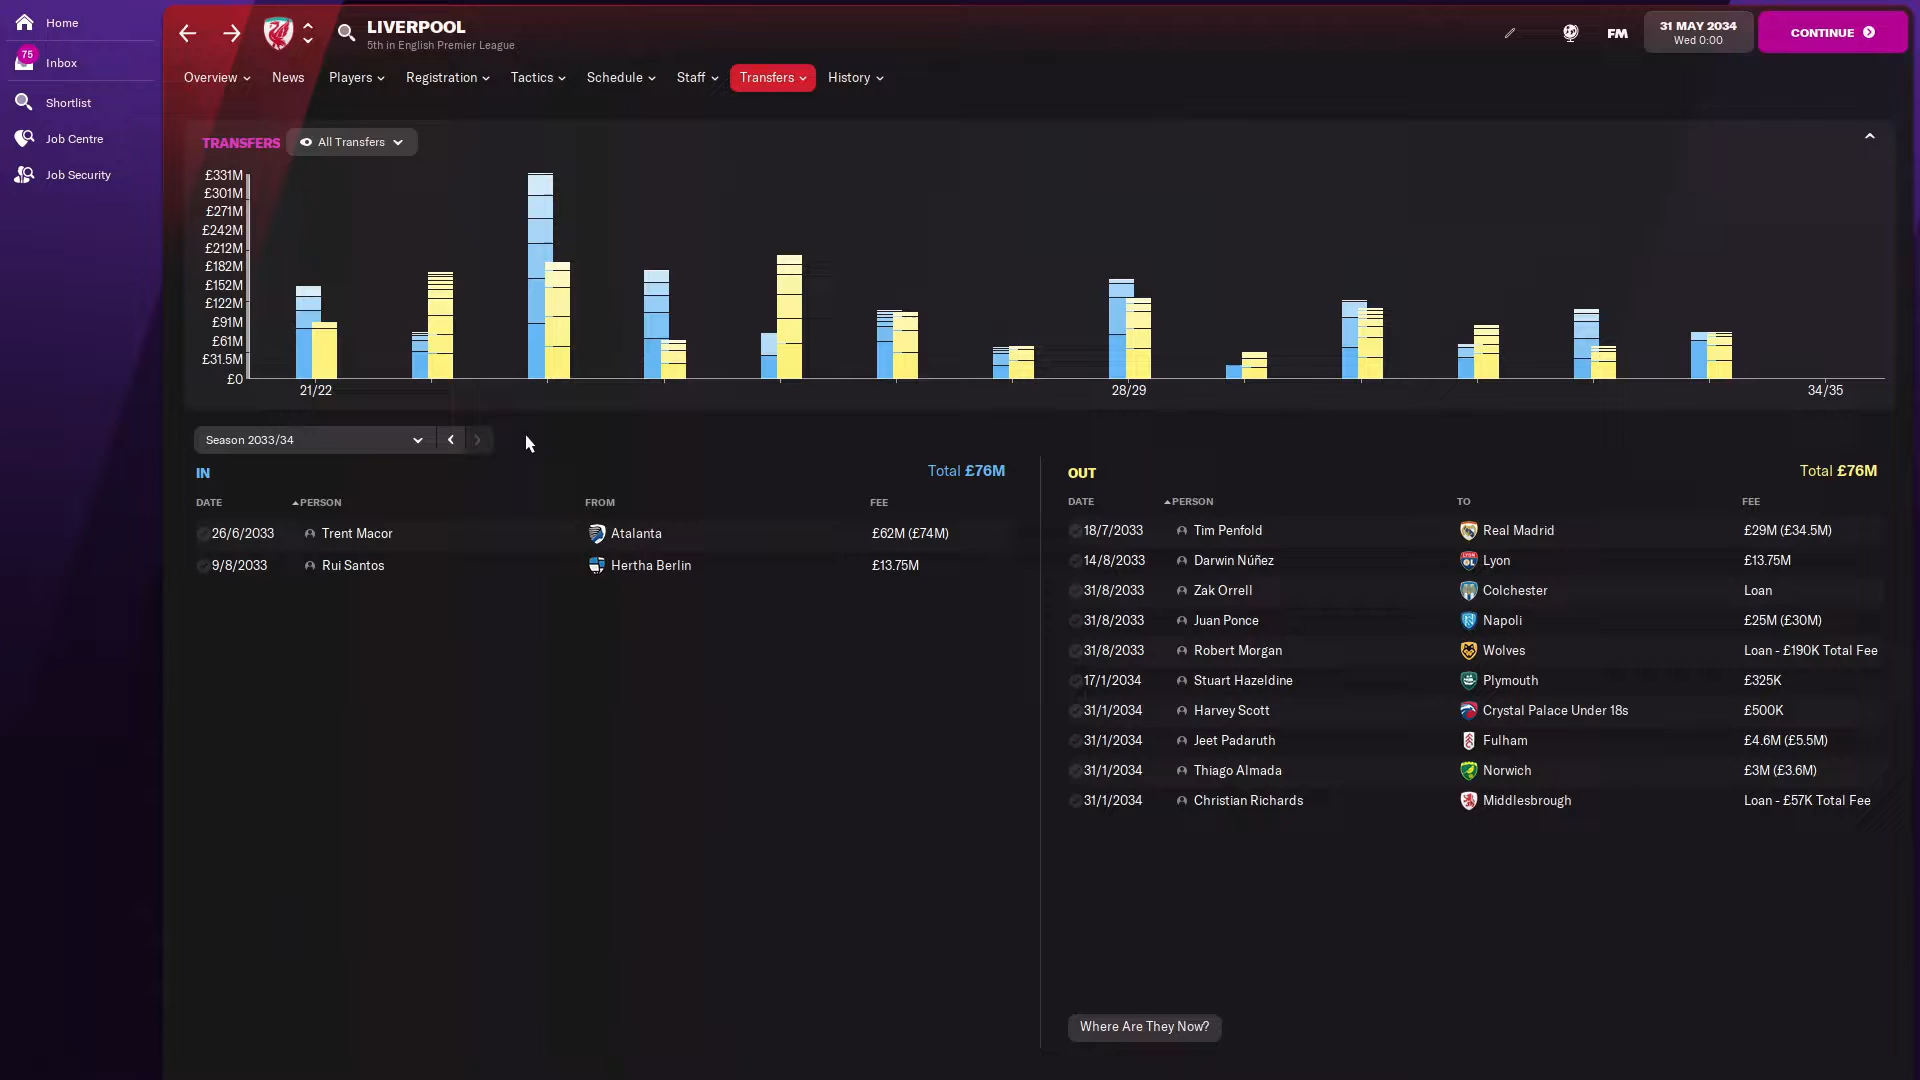 Home
75
Inbox
Shortlist
Job Centre
Job Security
LIVERPOOL
5th in English Premier League
FM
31 MAY 2034
Wed 0:00
CONTINUE
Overview
News
Players
Registration
Tactics
Schedule
Staff
Transfers
History
TRANSFERS
All Transfers
£331M
£301M
£271M
£242M
£212M
£182M
£152M
£122M
£91M
£61M
£31.5M
£0
21/22
28/29
34/35
Season 2033/34
IN
Total £76M
DATE PERSON FROM FEE
26/6/2033 Trent Macor Atalanta £62M (£74M)
9/8/2033 Rui Santos Hertha Berlin £13.75M
OUT
Total £76M
DATE PERSON TO FEE
18/7/2033 Tim Penfold Real Madrid £29M (£34.5M)
14/8/2033 Darwin Núñez Lyon £13.75M
31/8/2033 Zak Orrell Colchester Loan
31/8/2033 Juan Ponce Napoli £25M (£30M)
31/8/2033 Robert Morgan Wolves Loan - £190K Total Fee
17/1/2034 Stuart Hazeldine Plymouth £325K
31/1/2034 Harvey Scott Crystal Palace Under 18s £500K
31/1/2034 Jeet Padaruth Fulham £4.6M (£5.5M)
31/1/2034 Thiago Almada Norwich £3M (£3.6M)
31/1/2034 Christian Richards Middlesbrough Loan - £57K Total Fee
Where Are They Now?